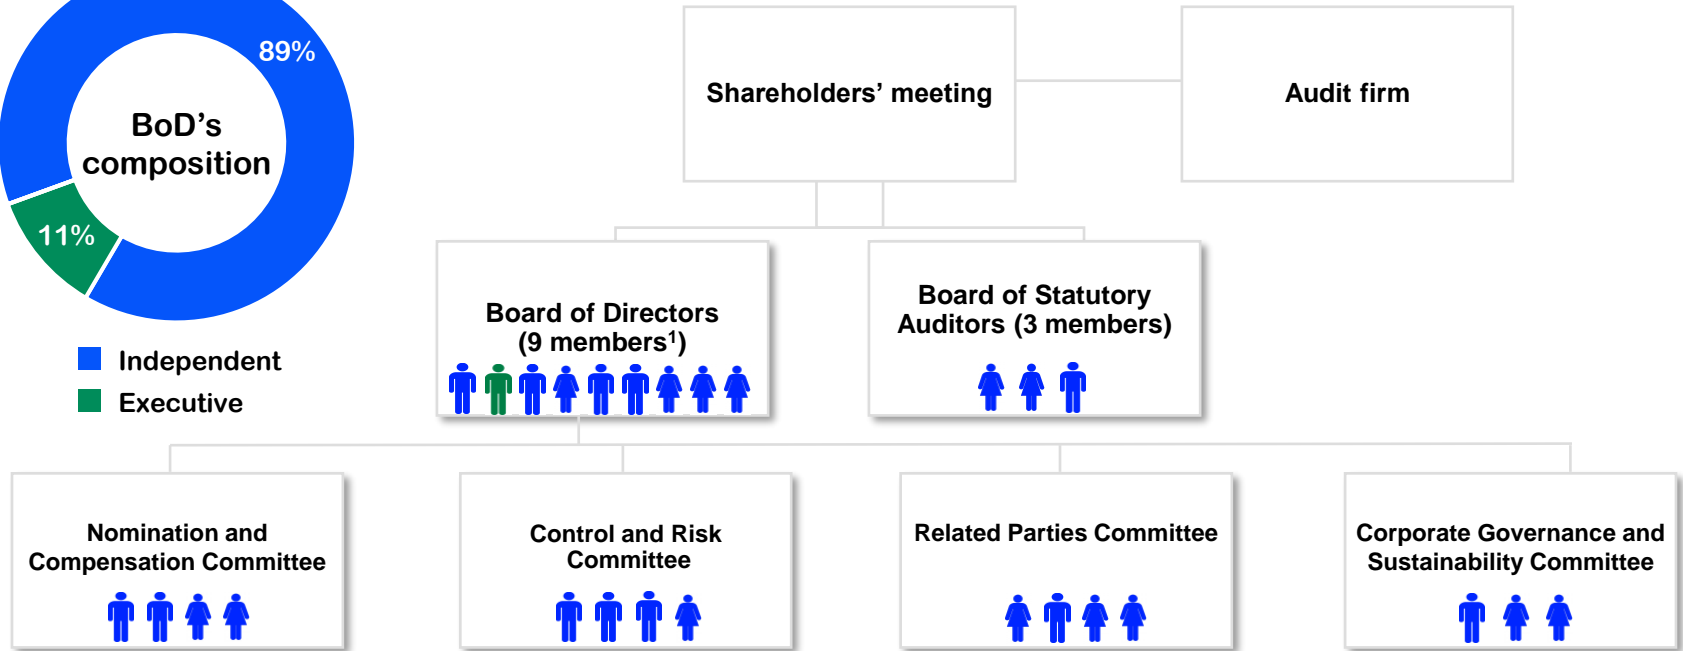 89%
BoD's
composition
11%
Independent
Executive
Shareholders' meeting
Audit firm
Board of Directors
(9 members¹)
Board of Statutory
Auditors (3 members)
Nomination and
Compensation Committee
Control and Risk
Committee
Related Parties Committee
Corporate Governance and
Sustainability Committee